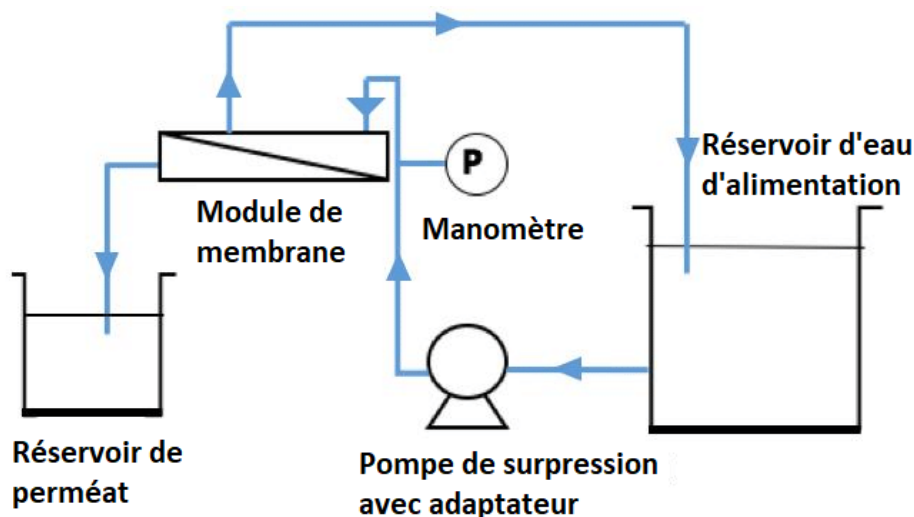 Réservoir d'eau
d'alimentation
P
Module de
membrane
Manomètre
Réservoir de
perméat
Pompe de surpression
avec adaptateur